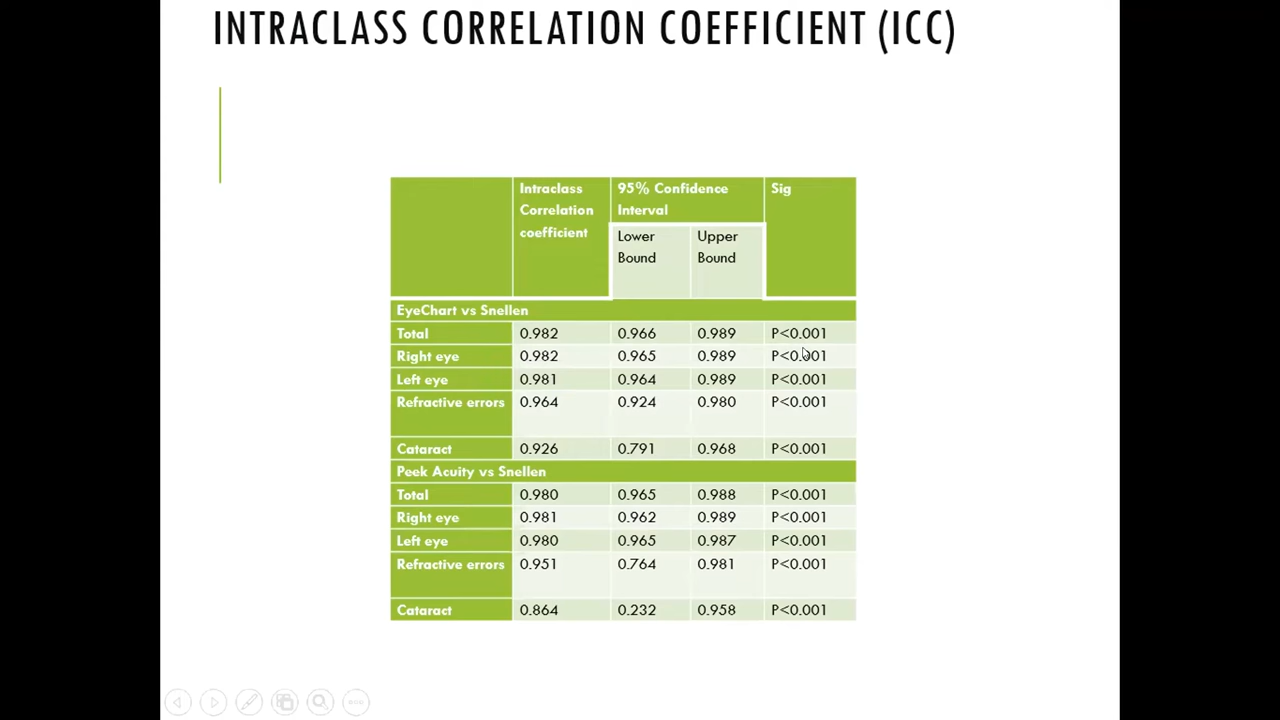 INTRACLASS CORRELATION COEFFICIENT (ICC)
Intraclass Correlation coefficient 95% Confidence Interval Sig
Lower Bound Upper Bound
EyeChart vs Snellen
Total 0.982 0.966 0.989 P<0.001
Right eye 0.982 0.965 0.989 P<0.001
Left eye 0.981 0.964 0.989 P<0.001
Refractive errors 0.964 0.924 0.980 P<0.001
Cataract 0.926 0.791 0.968 P<0.001
Peek Acuity vs Snellen
Total 0.980 0.965 0.988 P<0.001
Right eye 0.981 0.962 0.989 P<0.001
Left eye 0.980 0.965 0.987 P<0.001
Refractive errors 0.951 0.764 0.981 P<0.001
Cataract 0.864 0.232 0.958 P<0.001